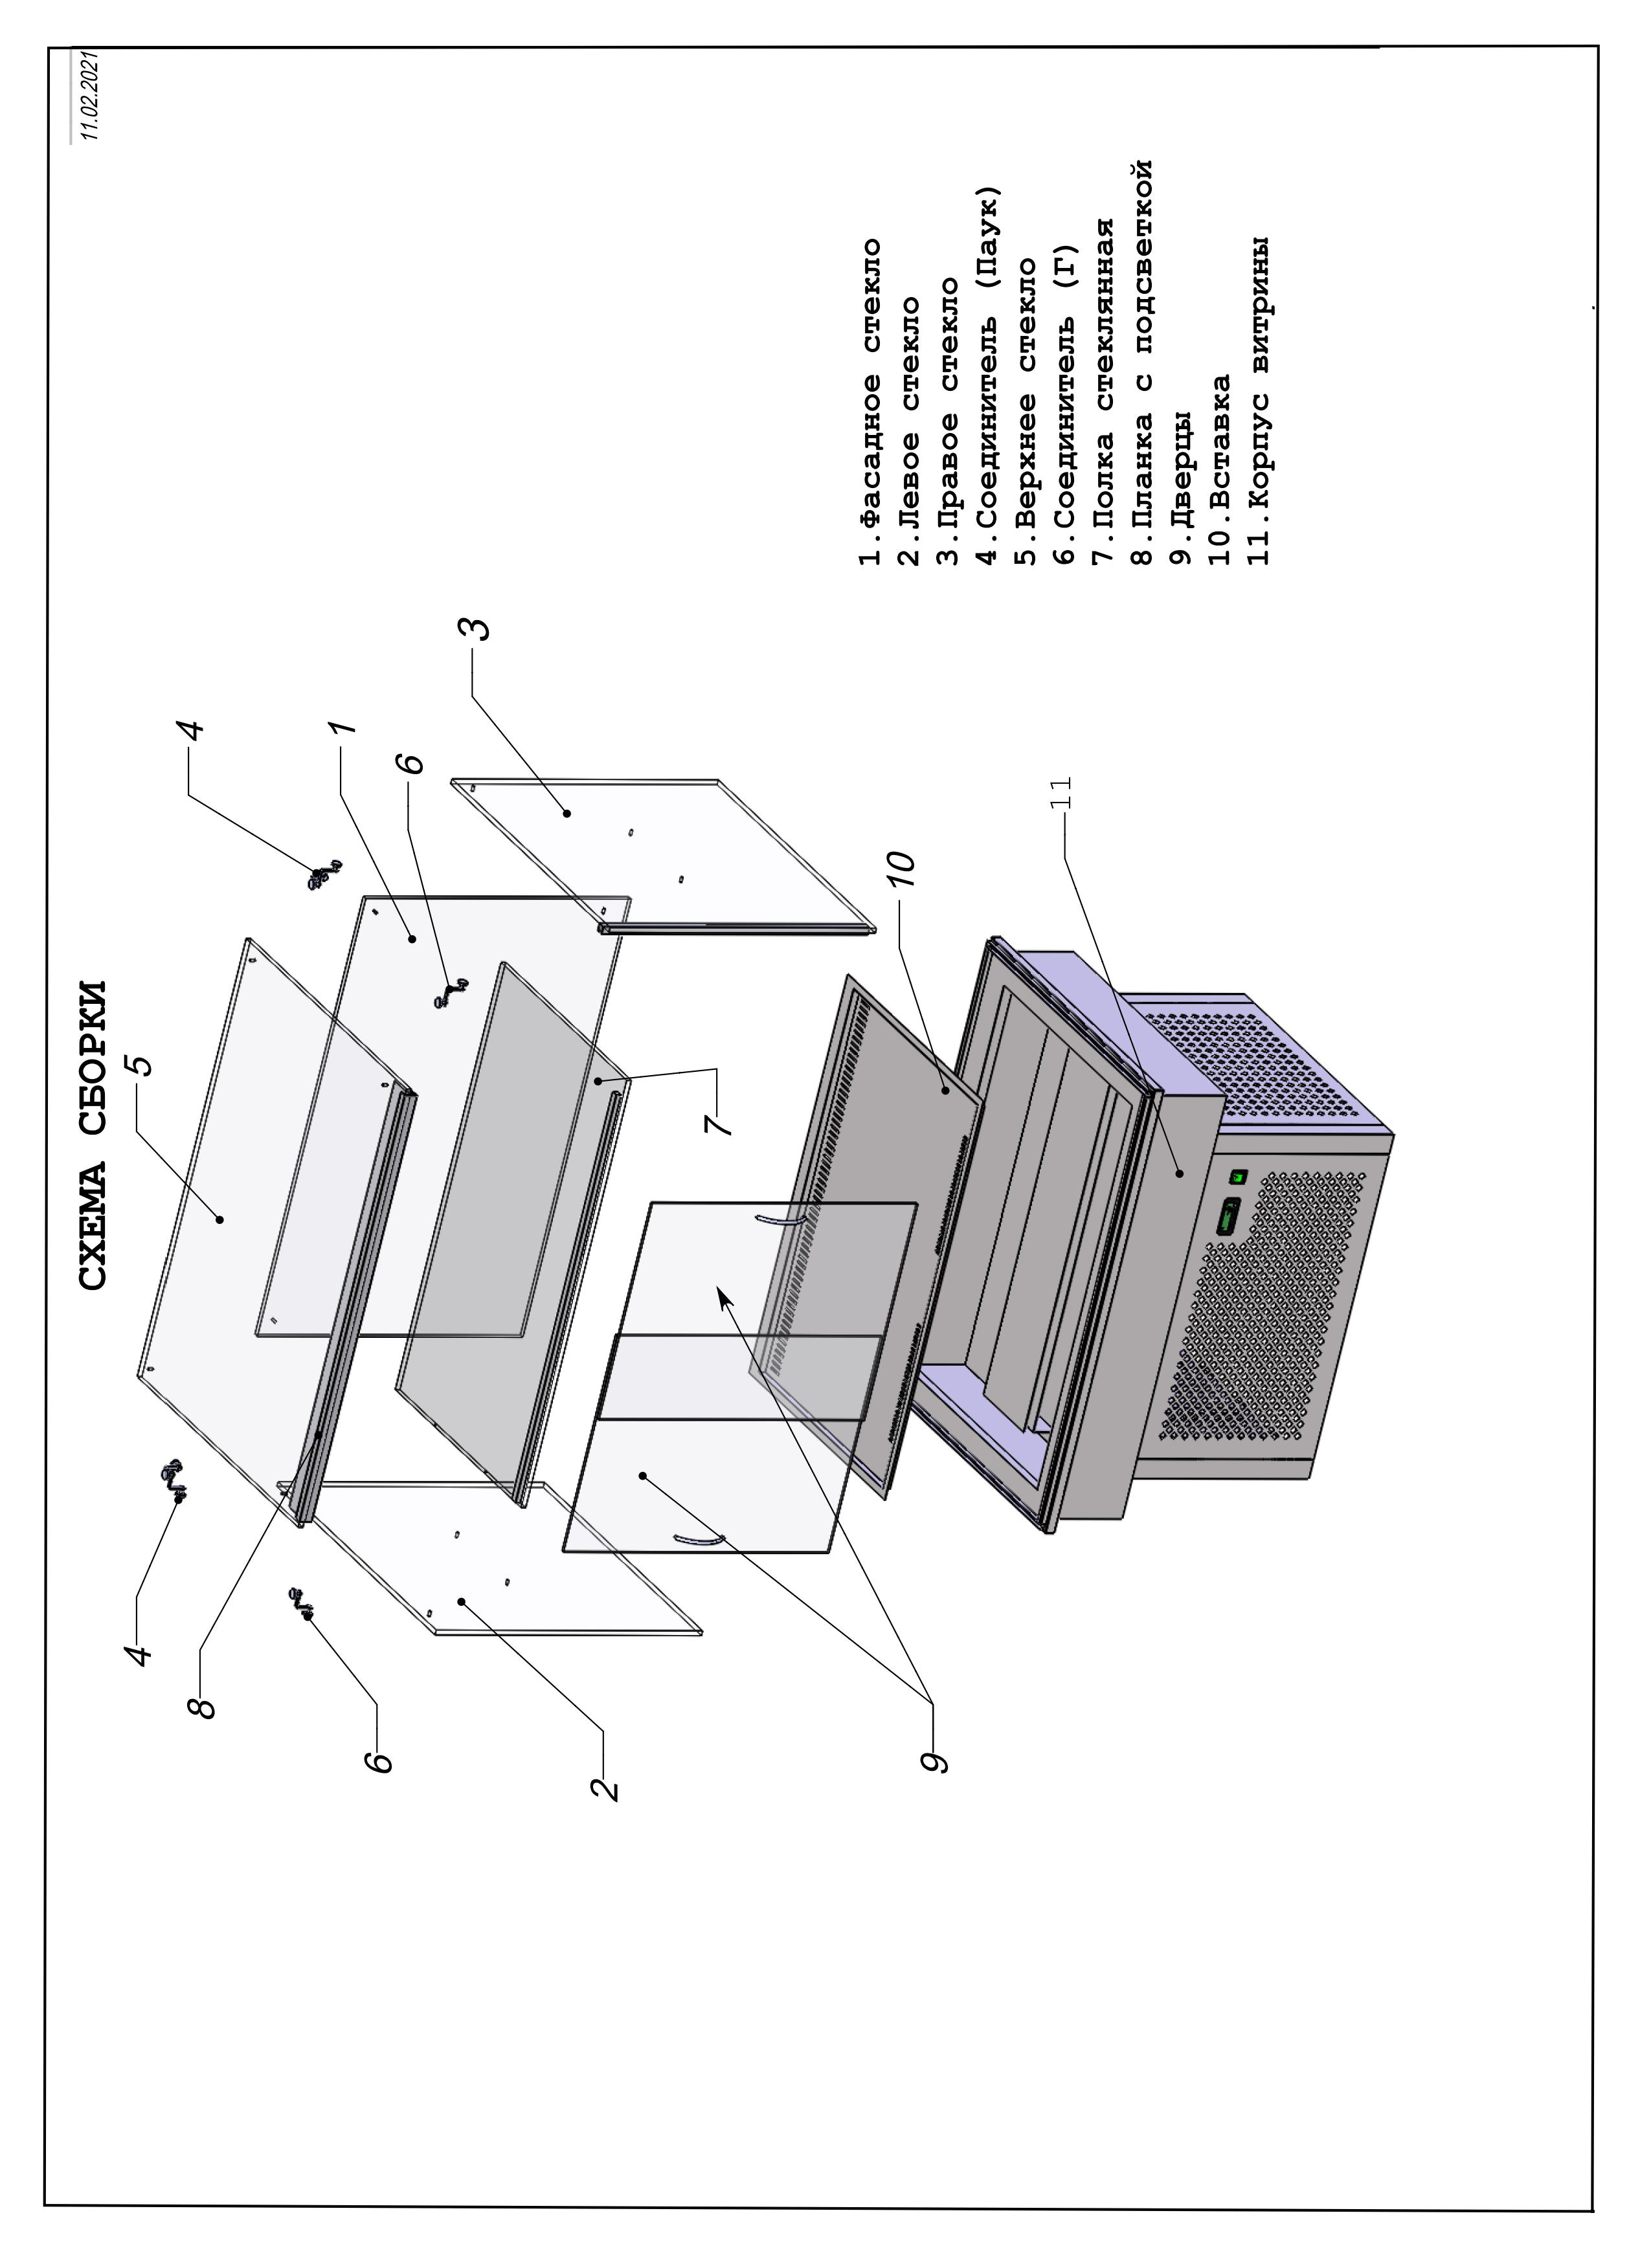 11.02.2021
СХЕМА СБОРКИ
5
4
4
1
8
6
3
6
7
2
10
9
11
1.Фасадное стекло
2.Левое стекло
3.Правое стекло
4.Соединитель (Паук)
5.Верхнее стекло
6.Соединитель (Г)
7.Полка стеклянная
8.Планка с подсветкой
9.Дверцы
10.Вставка
11.Корпус витрины